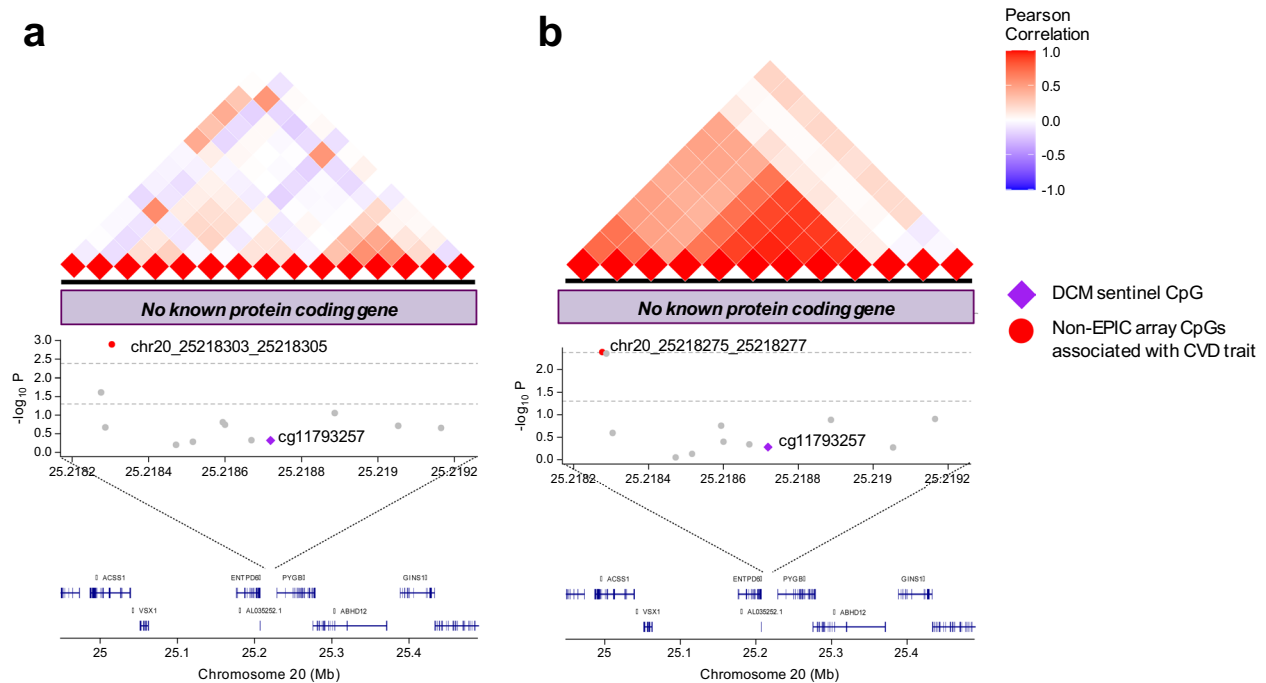 a
No known protein coding gene
3.0
2.5
2.0
1.5
1.0
0.5
0.0
-log10 P
chr20_25218303_25218305
cg11793257
25.2182 25.2184 25.2186 25.2188 25.219 25.2192
ACSS1 ENTPD6 PYGB GINS1
VSX1 AL035252.1 ABHD12
25 25.1 25.2 25.3 25.4
Chromosome 20 (Mb)
b
No known protein coding gene
2.0
1.5
1.0
0.5
0.0
-log10 P
chr20_25218275_25218277
cg11793257
25.2182 25.2184 25.2186 25.2188 25.219 25.2192
ACSS1 ENTPD6 PYGB GINS1
VSX1 AL035252.1 ABHD12
25 25.1 25.2 25.3 25.4
Chromosome 20 (Mb)
Pearson
Correlation
1.0
0.5
0.0
-0.5
-1.0
DCM sentinel CpG
Non-EPIC array CpGs
associated with CVD trait